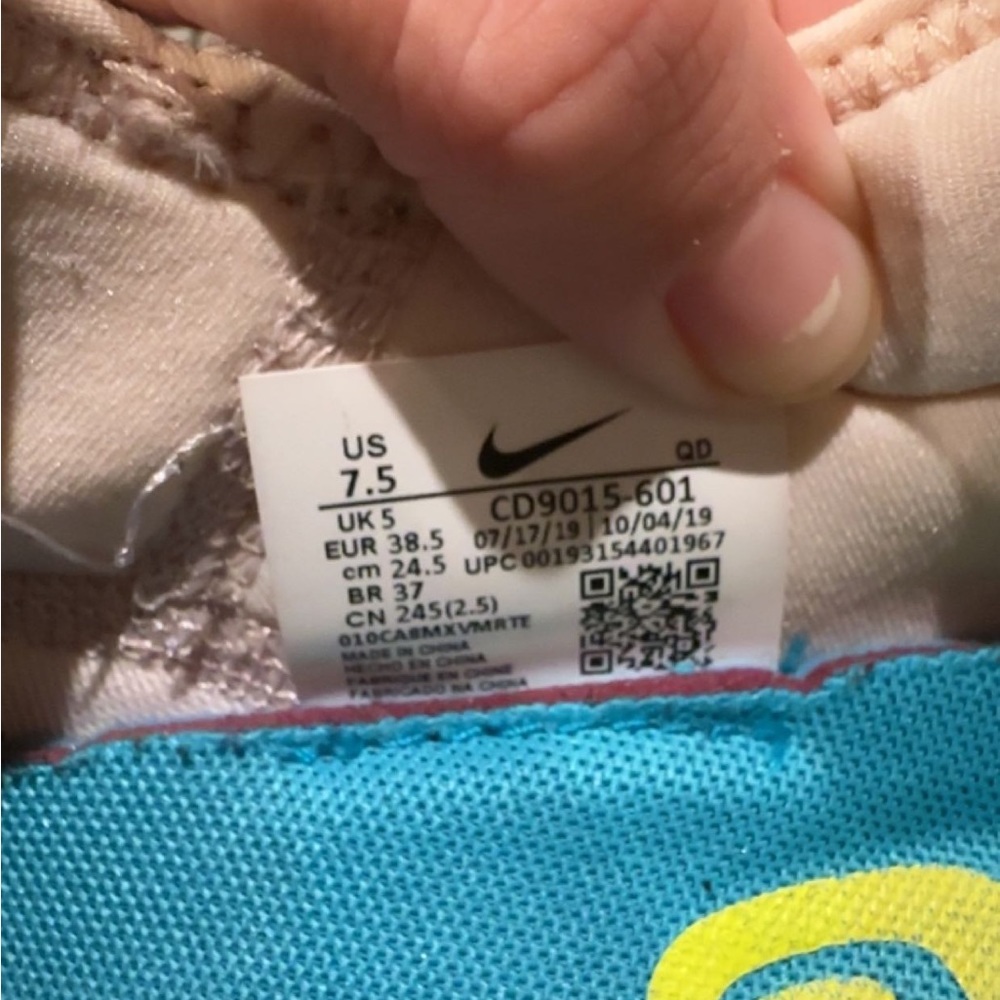 US
7.5
QD
UK 5
CD9015-601
EUR 38.5
07/17/19 | 10/04/19
cm 24.5
UPC 00193154401967
BR 37
CN 245(2.5)
010CA8MXVMRTE
MADE IN CHINA
HECHO EN CHINA
FABRIQUE EN CHINE
FABRICADO NA CHINA